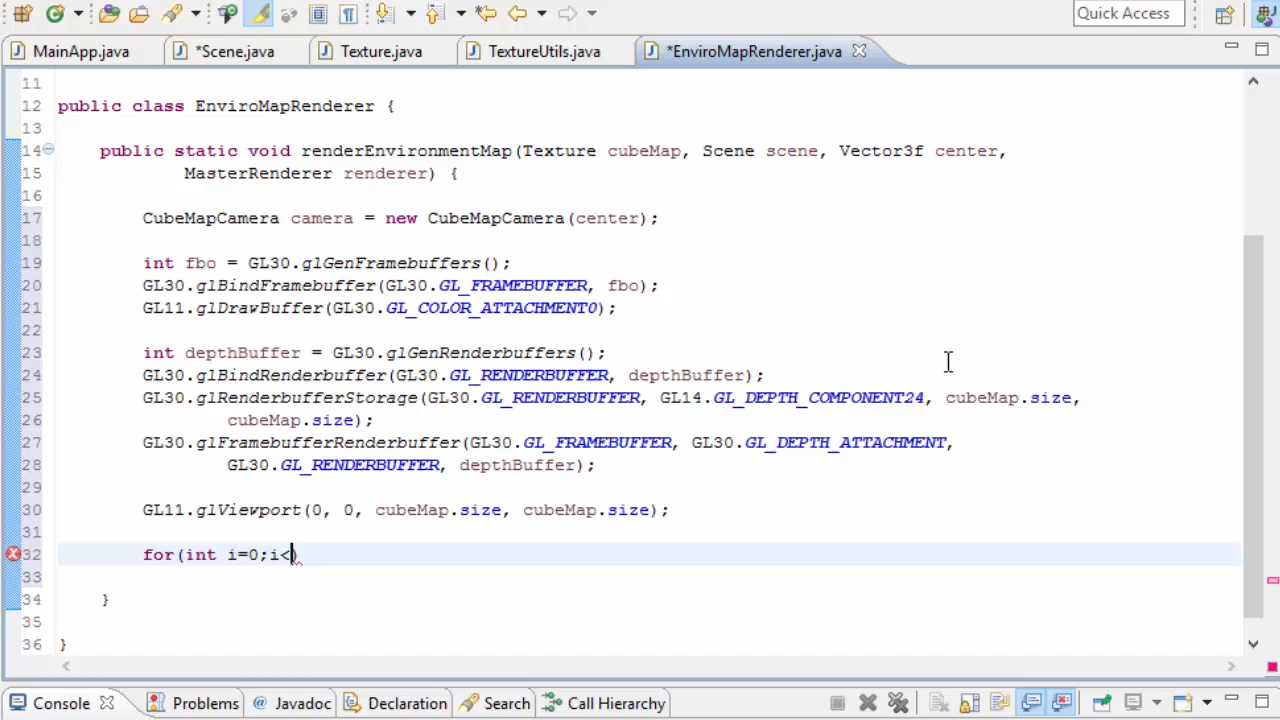 Quick Access
MainApp.java *Scene.java Texture.java TextureUtils.java *EnviroMapRenderer.java
11
12 public class EnviroMapRenderer {
13
14 public static void renderEnvironmentMap(Texture cubeMap, Scene scene, Vector3f center,
15 MasterRenderer renderer) {
16
17 CubeMapCamera camera = new CubeMapCamera(center);
18
19 int fbo = GL30.glGenFramebuffers();
20 GL30.glBindFramebuffer(GL30.GL_FRAMEBUFFER, fbo);
21 GL11.glDrawBuffer(GL30.GL_COLOR_ATTACHMENT0);
22
23 int depthBuffer = GL30.glGenRenderbuffers();
24 GL30.glBindRenderbuffer(GL30.GL_RENDERBUFFER, depthBuffer);
25 GL30.glRenderbufferStorage(GL30.GL_RENDERBUFFER, GL14.GL_DEPTH_COMPONENT24, cubeMap.size,
26 cubeMap.size);
27 GL30.glFramebufferRenderbuffer(GL30.GL_FRAMEBUFFER, GL30.GL_DEPTH_ATTACHMENT,
28 GL30.GL_RENDERBUFFER, depthBuffer);
29
30 GL11.glViewport(0, 0, cubeMap.size, cubeMap.size);
31
32 for(int i=0;i<)
33
34 }
35
36 }
Console Problems @ Javadoc Declaration Search Call Hierarchy